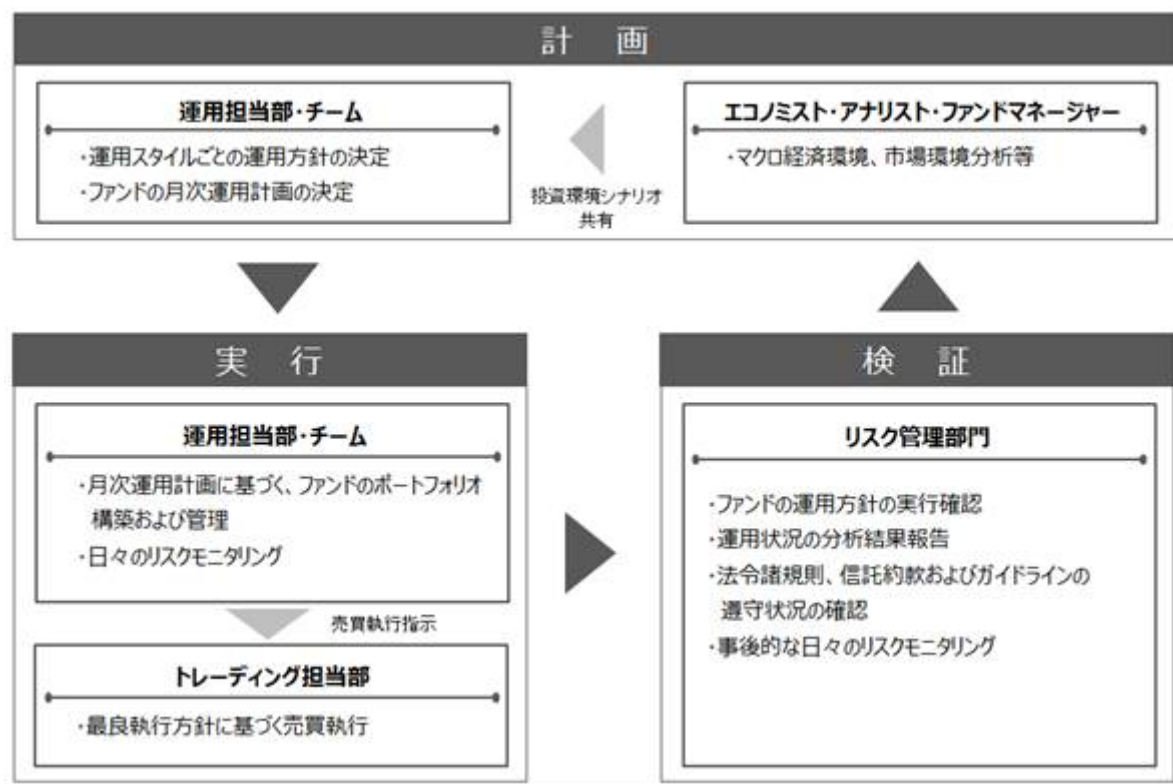 計 画
運用担当部・チーム
・運用スタイルごとの運用方針の決定
・ファンドの月次運用計画の決定
投資環境シナリオ
共有
エコノミスト・アナリスト・ファンドマネージャー
・マクロ経済環境、市場環境分析等
実 行
運用担当部・チーム
・月次運用計画に基づく、ファンドのポートフォリオ
構築および管理
・日々のリスクモニタリング
売買執行指示
トレーディング担当部
・最良執行方針に基づく売買執行
検 証
リスク管理部門
・ファンドの運用方針の実行確認
・運用状況の分析結果報告
・法令諸規則、信託約款およびガイドラインの
遵守状況の確認
・事後的な日々のリスクモニタリング